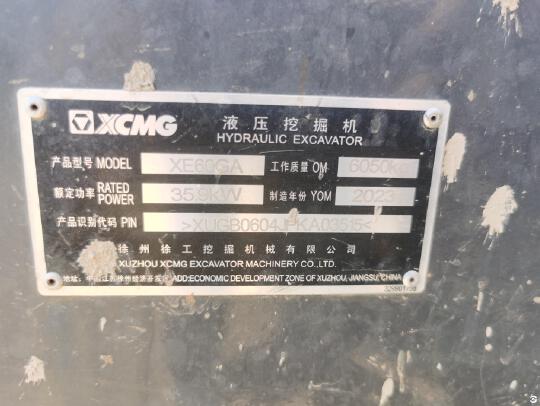 XCMG 液压挖掘机
HYDRAULIC EXCAVATOR
产品型号 MODEL XE60GA 工作质量 OM 6050kg
额定功率 RATED POWER 35.9kW 制造年份 YOM 2023
产品识别代码 PIN
徐州徐工挖掘机械有限公司
XUZHOU XCMG EXCAVATOR MACHINERY CO.,LTD.
ADD:ECONOMIC DEVELOPMENT ZONE OF XUZHOU, JIANGSU, CHINA